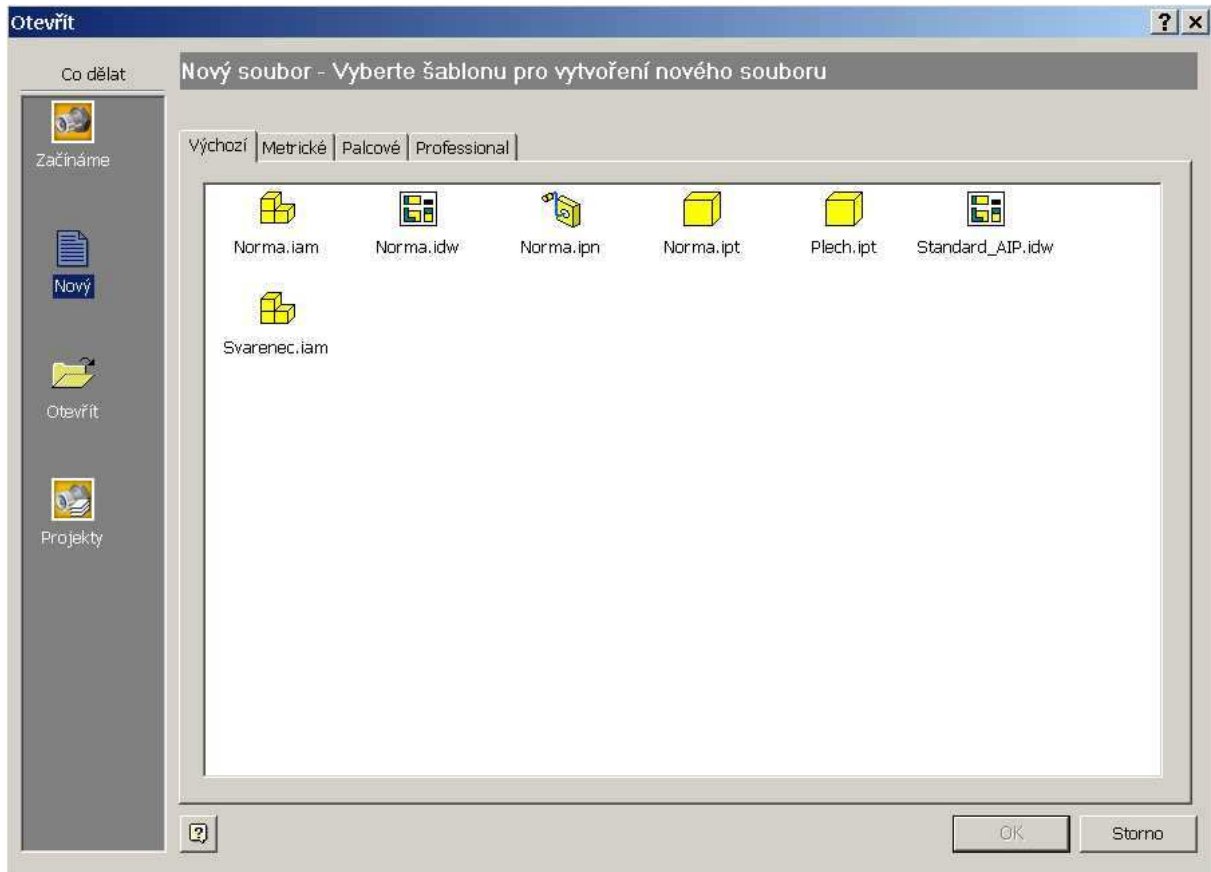 Otevřít
Co dělat
Nový soubor - Vyberte šablonu pro vytvoření nového souboru
Začínáme
Nový
Otevřít
Projekty
Výchozí Metrické Palcové Professional
Norma.iam Norma.idw Norma.ipn Norma.ipt Plech.ipt Standard_AIP.idw
Svarenec.iam
OK Storno